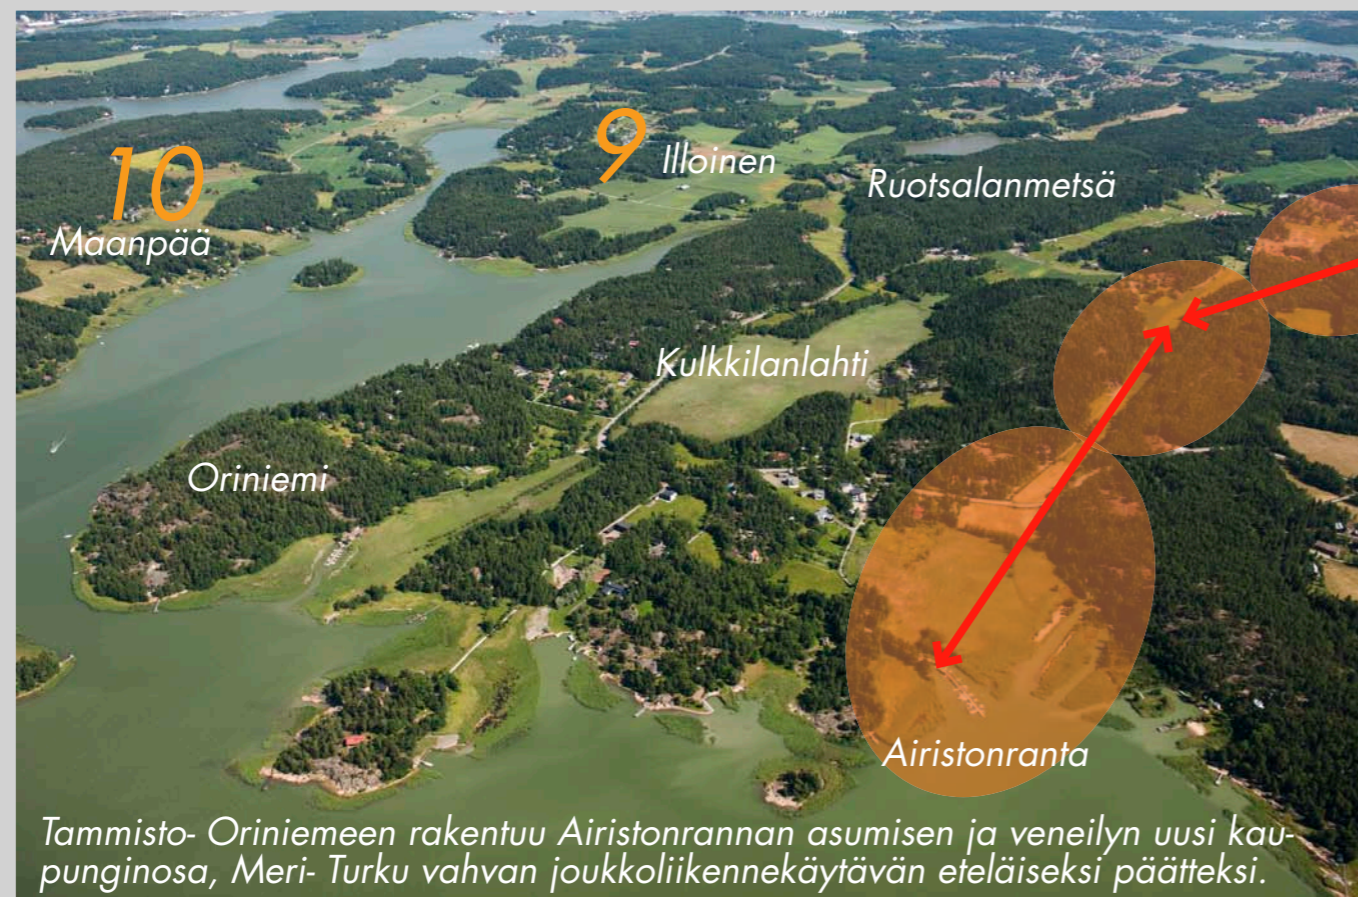 10
Maanpää
9
Illoinen
Ruotsalanmetsä
Kulkkilanlahti
Oriniemi
Airistonranta
Tammisto- Oriniemeen rakentuu Airistonrannan asumisen ja veneilyn uusi kau-
punginosa, Meri- Turku vahvan joukkoliikennekäytävän eteläiseksi päätteksi.